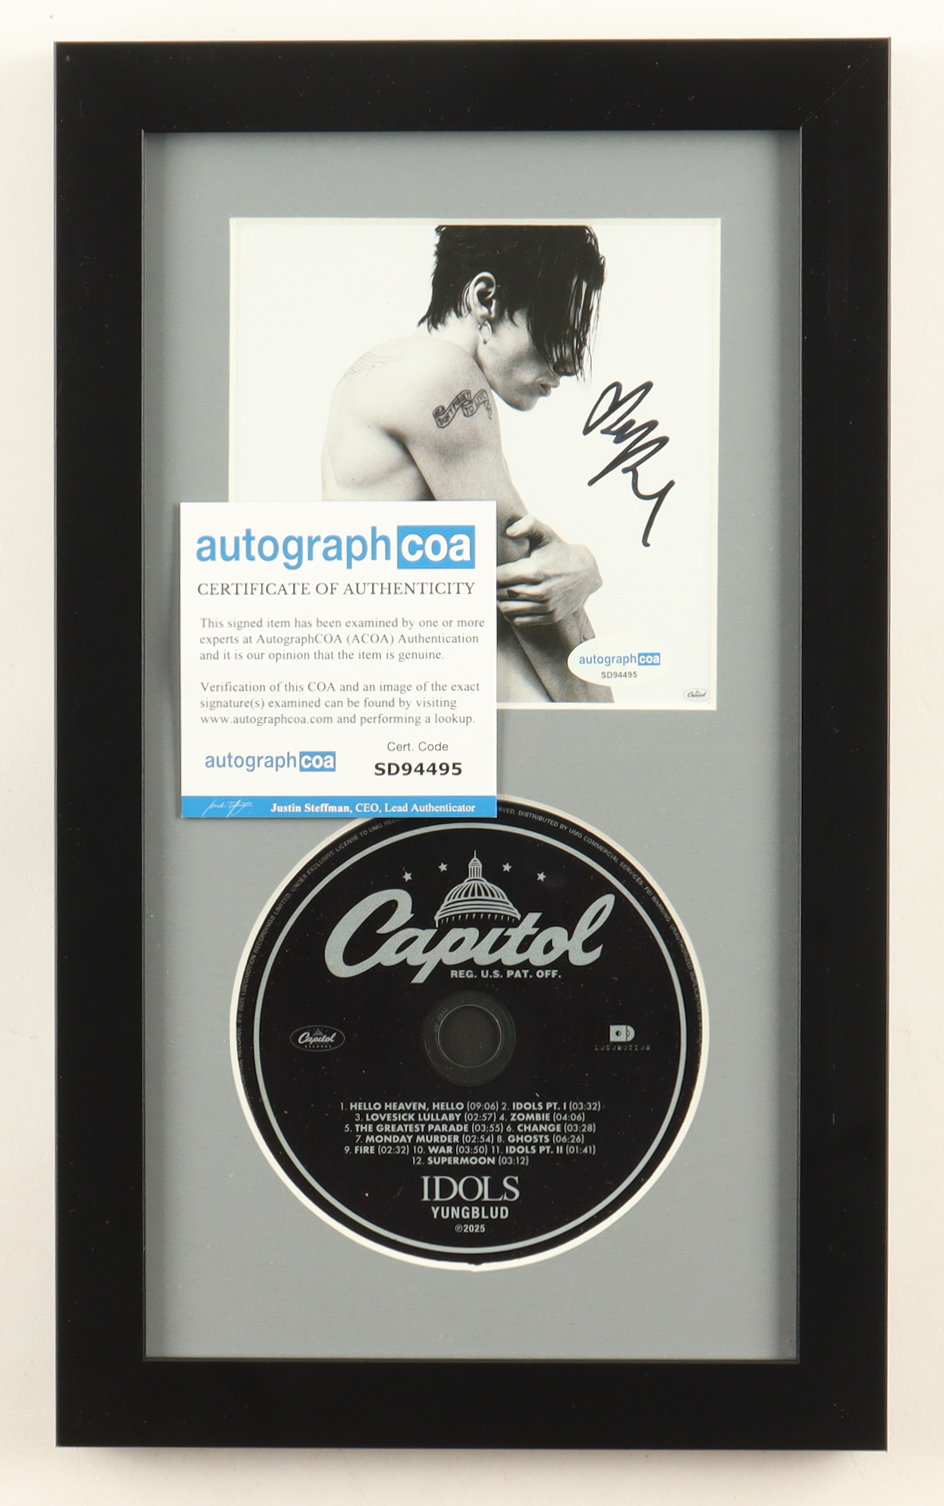 autograph coa
CERTIFICATE OF AUTHENTICITY
This signed item has been examined by one or more
experts at AutographCOA (ACOA) Authentication
and it is our opinion that the item is genuine.
Verification of this COA and an image of the exact
signature(s) examined can be found by visiting
www.autographcoa.com and performing a lookup.
autograph coa
Cert. Code
SD94495
Justin Steffman, CEO, Lead Authenticator
autograph coa
SD94495
Capitol
Capitol
REG. U.S. PAT. OFF.
Capitol
RECORDS
1. HELLO HEAVEN, HELLO (09:06) 2. IDOLS PT. I (03:32)
3. LOVESICK LULLABY (02:57) 4. ZOMBIE (04:06)
5. THE GREATEST PARADE (03:55) 6. CHANGE (03:28)
7. MONDAY MURDER (02:54) 8. GHOSTS (06:26)
9. FIRE (02:32) 10. WAR (03:50) 11. IDOLS PT. II (01:41)
12. SUPERMOON (03:12)
IDOLS
YUNGBLUD
℗2025